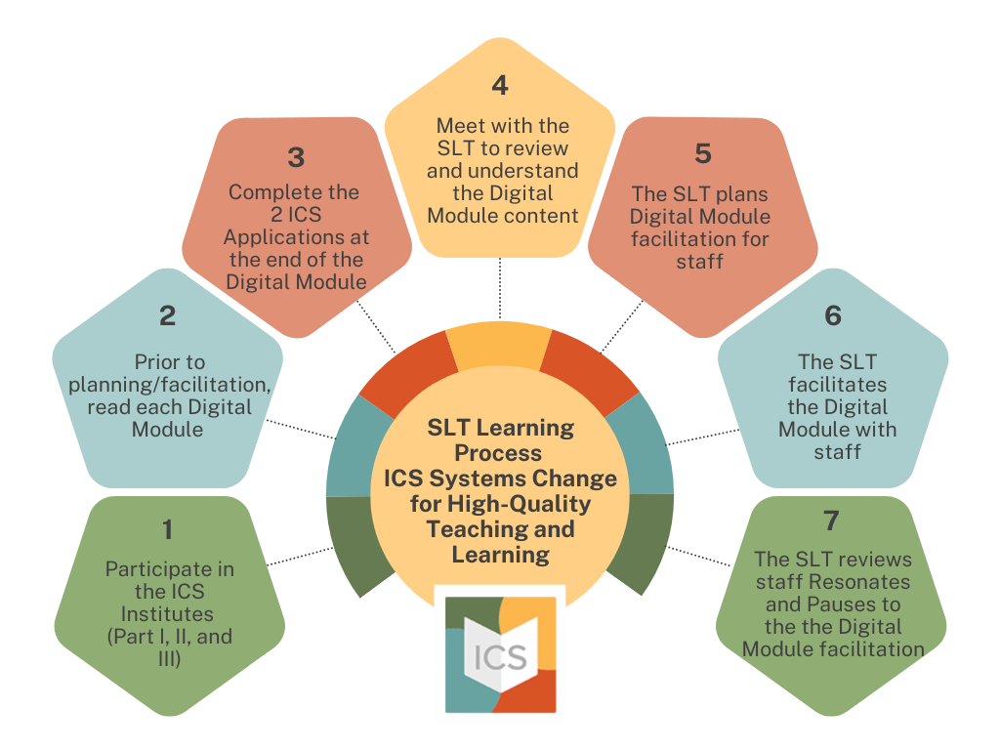 1
Participate in
the ICS
Institutes
(Part I, II, and
III)
2
Prior to
planning/facilitation,
read each Digital
Module
3
Complete the
2 ICS
Applications at
the end of the
Digital Module
4
Meet with the
SLT to review
and understand
the Digital
Module content
5
The SLT plans
Digital Module
facilitation for
staff
6
The SLT
facilitates
the Digital
Module with
staff
7
The SLT reviews
staff Resonates
and Pauses to
the the Digital
Module facilitation
SLT Learning
Process
ICS Systems Change
for High-Quality
Teaching and
Learning
ICS